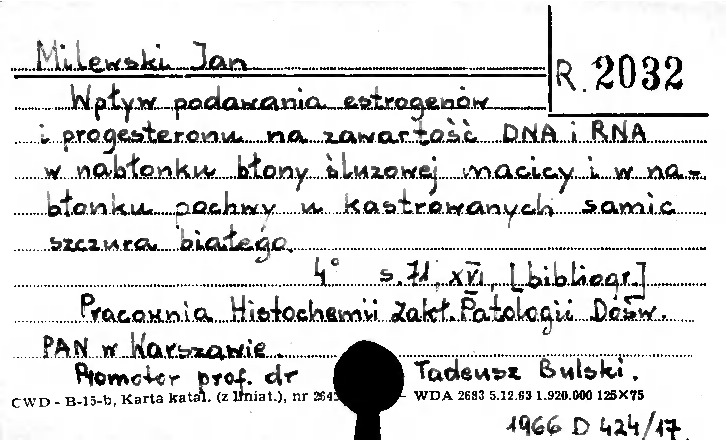 Milewski Jan
R. 2032
Wpływ podawania estrogenów
i progesteronu na zawartość DNA i RNA
w nabłonku błony śluzowej macicy i w na-
błonku pochwy u kastrowanych samic
szczura białego.
4° s. 71, XVI, [bibliogr.]
Pracownia Histochemii Zakł. Patologii Dośw.
PAN w Warszawie.
Promotor prof. dr Tadeusz Bulski.
CWD - B-15-b, Karta katal. (z liniat.), nr 264 - WDA 2683 5.12.63 1.920.000 125X75
1966 D 424/17